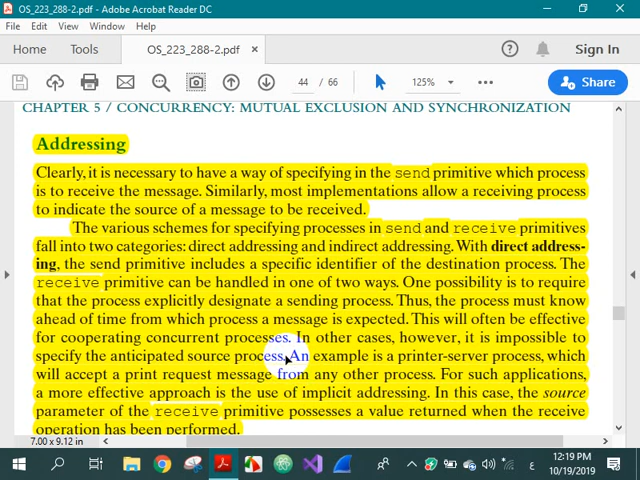 OS_223_288-2.pdf - Adobe Acrobat Reader DC
File Edit View Window Help
Home Tools OS_223_288-2.pdf × Sign In
44 / 66 125% Share
CHAPTER 5 / CONCURRENCY: MUTUAL EXCLUSION AND SYNCHRONIZATION
Addressing
Clearly, it is necessary to have a way of specifying in the send primitive which process
is to receive the message. Similarly, most implementations allow a receiving process
to indicate the source of a message to be received.
The various schemes for specifying processes in send and receive primitives
fall into two categories: direct addressing and indirect addressing. With direct address-
ing, the send primitive includes a specific identifier of the destination process. The
receive primitive can be handled in one of two ways. One possibility is to require
that the process explicitly designate a sending process. Thus, the process must know
ahead of time from which process a message is expected. This will often be effective
for cooperating concurrent processes. In other cases, however, it is impossible to
specify the anticipated source process. An example is a printer-server process, which
will accept a print request message from any other process. For such applications,
a more effective approach is the use of implicit addressing. In this case, the source
parameter of the receive primitive possesses a value returned when the receive
operation has been performed.
7.00 x 9.12 in
ع 12:19 PM
10/19/2019